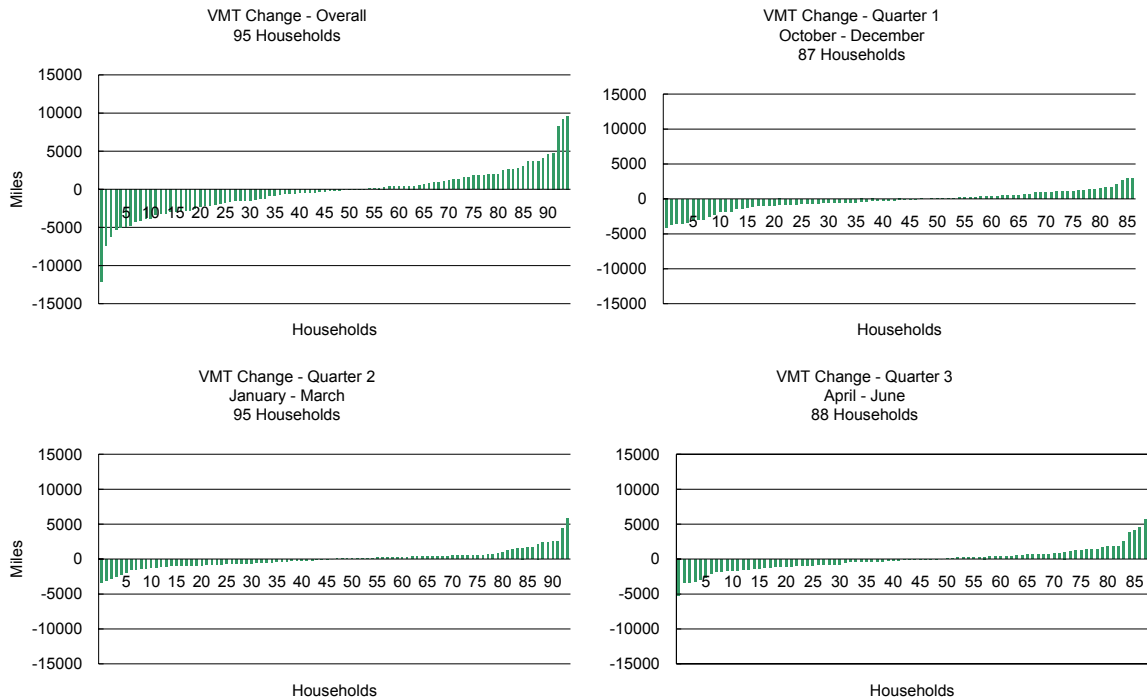 VMT Change - Overall
95 Households
15000
10000
5000
0
-5000
-10000
-15000
Miles
5 10 15 20 25 30 35 40 45 50 55 60 65 70 75 80 85 90
Households
VMT Change - Quarter 1
October - December
87 Households
15000
10000
5000
0
-5000
-10000
-15000
5 10 15 20 25 30 35 40 45 50 55 60 65 70 75 80 85
Households
VMT Change - Quarter 2
January - March
95 Households
15000
10000
5000
0
-5000
-10000
-15000
Miles
5 10 15 20 25 30 35 40 45 50 55 60 65 70 75 80 85 90
Households
VMT Change - Quarter 3
April - June
88 Households
15000
10000
5000
0
-5000
-10000
-15000
5 10 15 20 25 30 35 40 45 50 55 60 65 70 75 80 85
Households